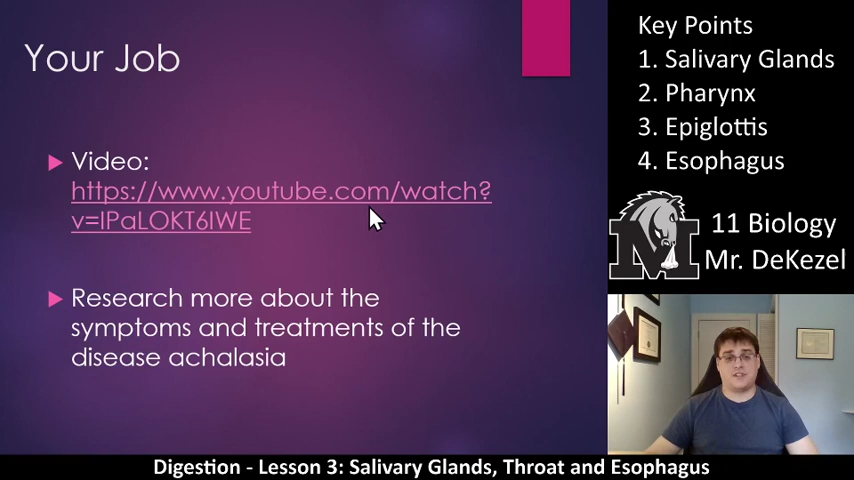 Your Job
Video:
https://www.youtube.com/watch?
v=IPaLOKT6IWE
Research more about the
symptoms and treatments of the
disease achalasia
Key Points
1. Salivary Glands
2. Pharynx
3. Epiglottis
4. Esophagus
M
11 Biology
Mr. DeKezel
Digestion - Lesson 3: Salivary Glands, Throat and Esophagus